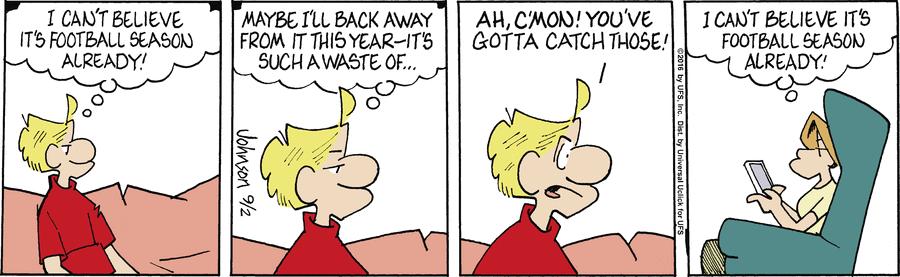 I CAN'T BELIEVE
IT'S FOOTBALL SEASON
ALREADY!
MAYBE I'LL BACK AWAY
FROM IT THIS YEAR-IT'S
SUCH A WASTE OF...
Johnson 9/2
AH, C'MON! YOU'VE
GOTTA CATCH THOSE!
©2016 by UFS, Inc. Dist. by Universal Uclick for UFS
I CAN'T BELIEVE IT'S
FOOTBALL SEASON
ALREADY!